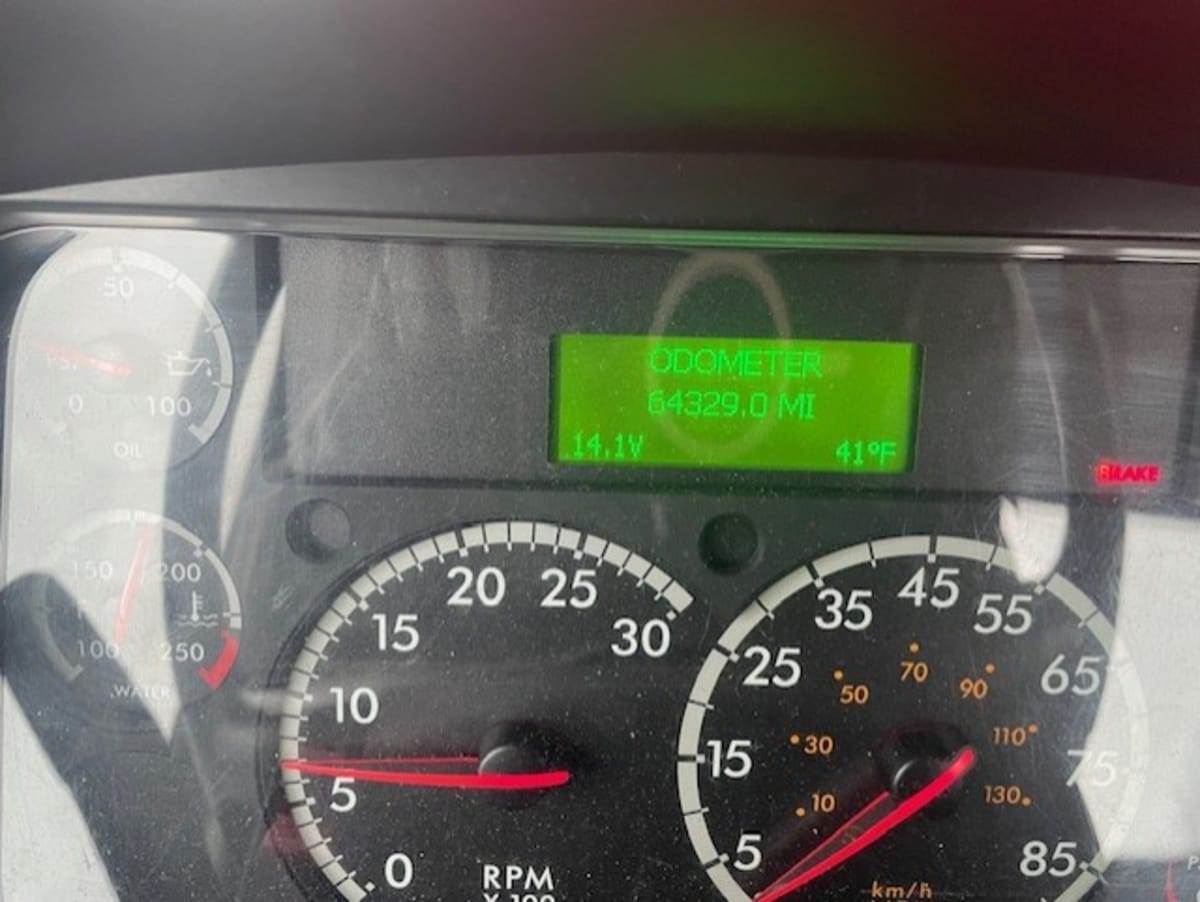 ODOMETER
64329.0 MI
14.1V 41°F
BRAKE
50
PSI
0 100
OIL
150 200
100 250
WATER
0 5 10 15 20 25 30
RPM
X 100
5 15 25 35 45 55 65 75 85
10 30 50 70 90 110 130
km/h